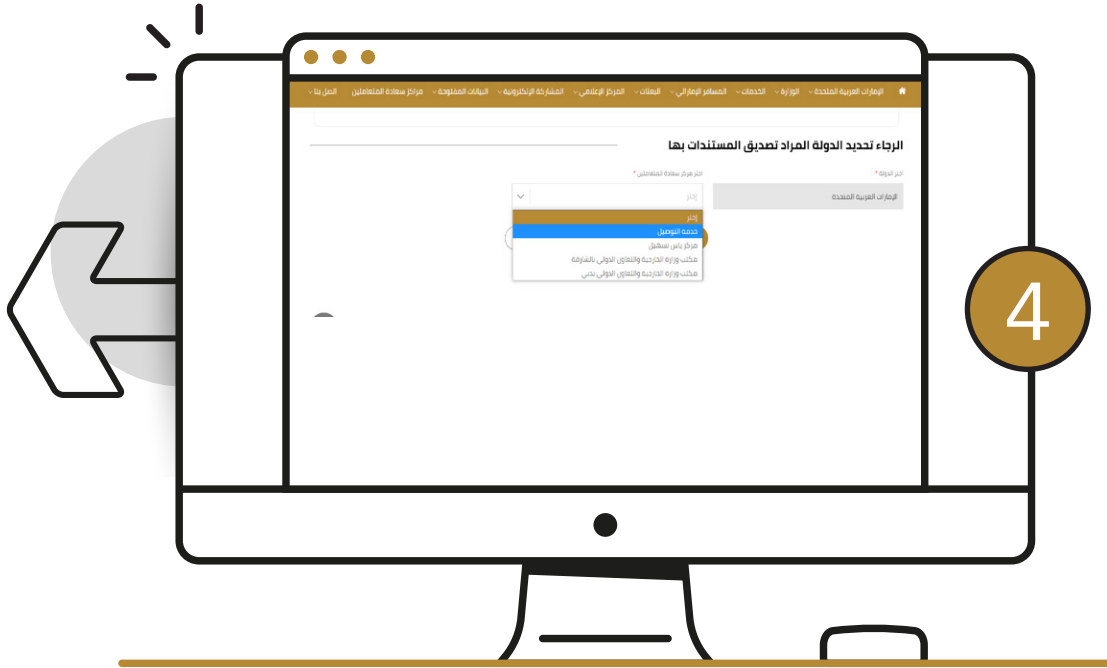 الإمارات العربية المتحدة الوزارة الخدمات المسافر الإماراتي البعثات المركز الإعلامي المشاركة الإلكترونية البيانات المفتوحة مراكز سعادة المتعاملين اتصل بنا
الرجاء تحديد الدولة المراد تصديق المستندات بها
اختر الدولة *
اختر مركز سعادة المتعاملين *
الإمارات العربية المتحدة
إختر
إختر
خدمة التوصيل
مركز ياس تسهيل
مكتب وزارة الخارجية والتعاون الدولي بالشارقة
مكتب وزارة الخارجية والتعاون الدولي بدبي
4